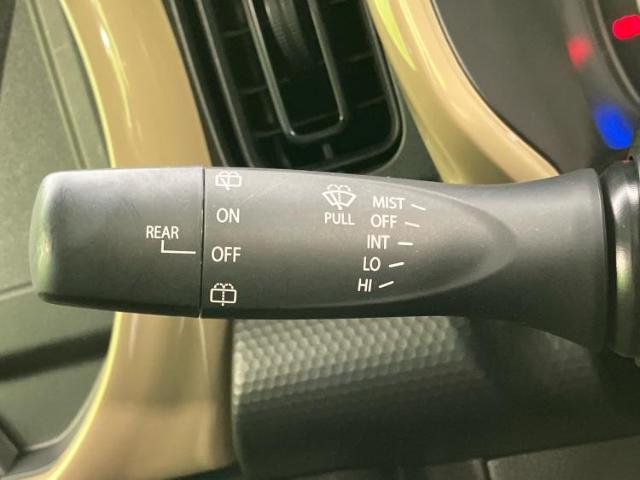 REAR
ON
OFF
PULL
MIST
OFF
INT
LO
HI